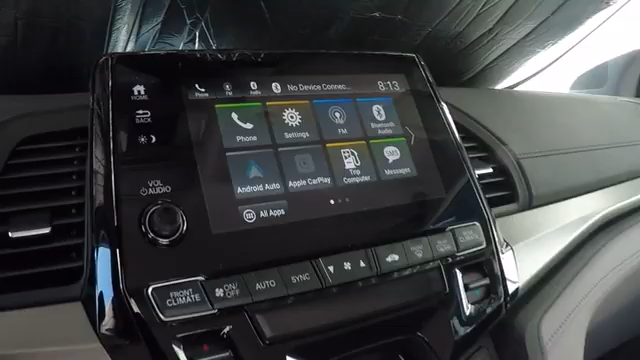 HOME
Phone FM Audio No Device Connec... 8:13
BACK
Phone Settings FM Bluetooth Audio
Android Auto Apple CarPlay Trip Computer SMS Messages
All Apps
VOL
AUDIO
FRONT CLIMATE ON/OFF AUTO SYNC